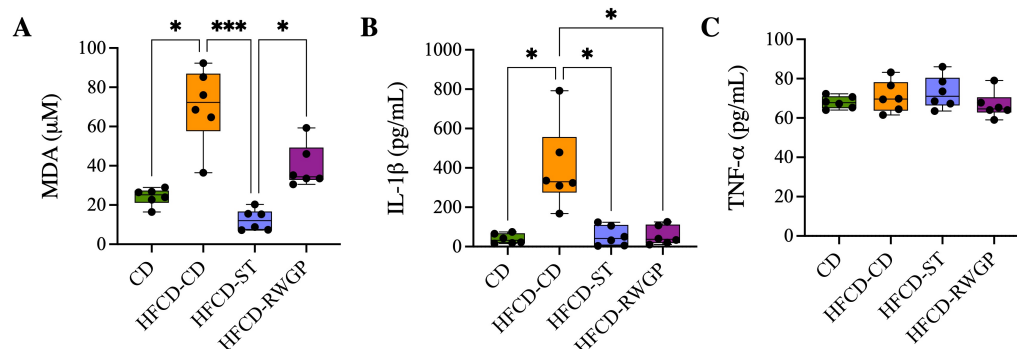 A
MDA (μM)
100
80
60
40
20
0
* *** *
CD
HFCD-CD
HFCD-ST
HFCD-RWGP
B
IL-1β (pg/mL)
1000
800
600
400
200
0
*
* *
CD
HFCD-CD
HFCD-ST
HFCD-RWGP
C
TNF-α (pg/mL)
100
80
60
40
20
0
CD
HFCD-CD
HFCD-ST
HFCD-RWGP